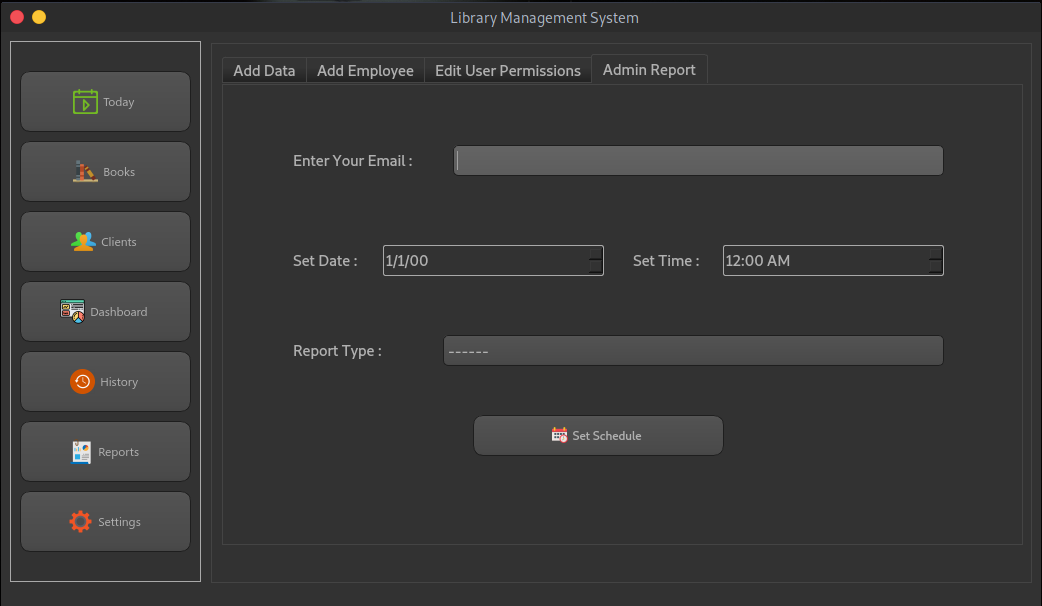 Library Management System
Today
Books
Clients
Dashboard
History
Reports
Settings
Add Data Add Employee Edit User Permissions Admin Report
Enter Your Email :
Set Date : 1/1/00 Set Time : 12:00 AM
Report Type : ------
Set Schedule